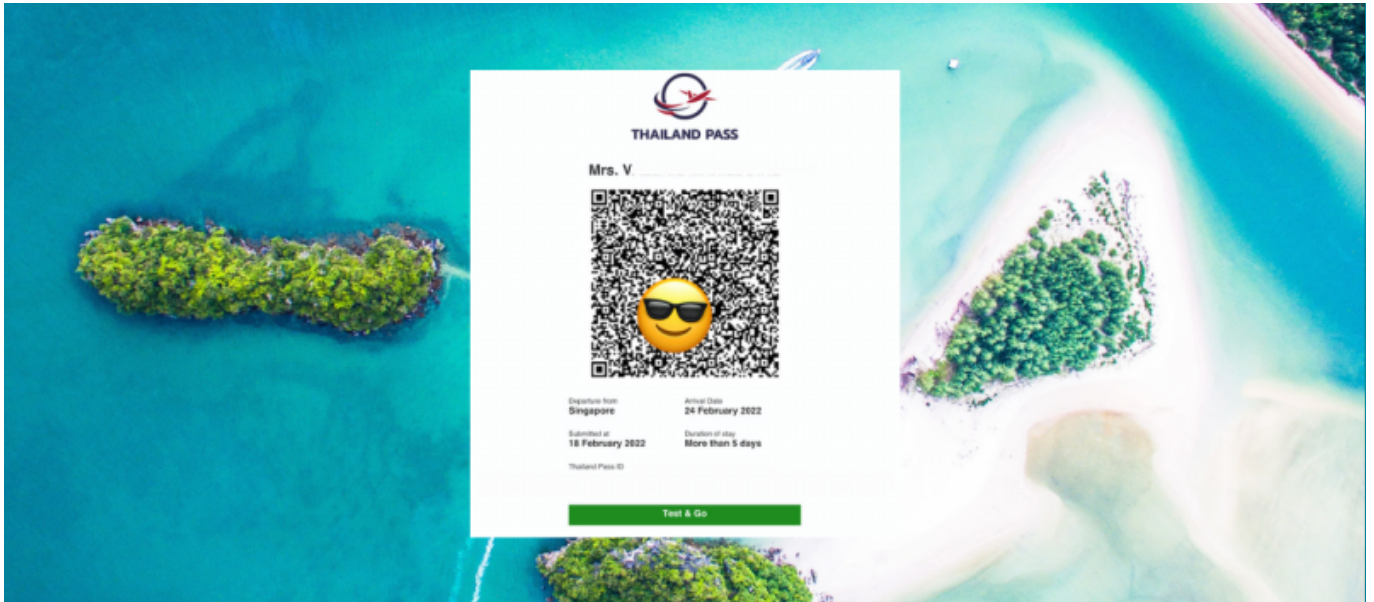 THAILAND PASS
Mrs. V
Departure from
Singapore
Arrival Date
24 February 2022
Submitted at
18 February 2022
Duration of stay
More than 5 days
Thailand Pass ID
Test & Go